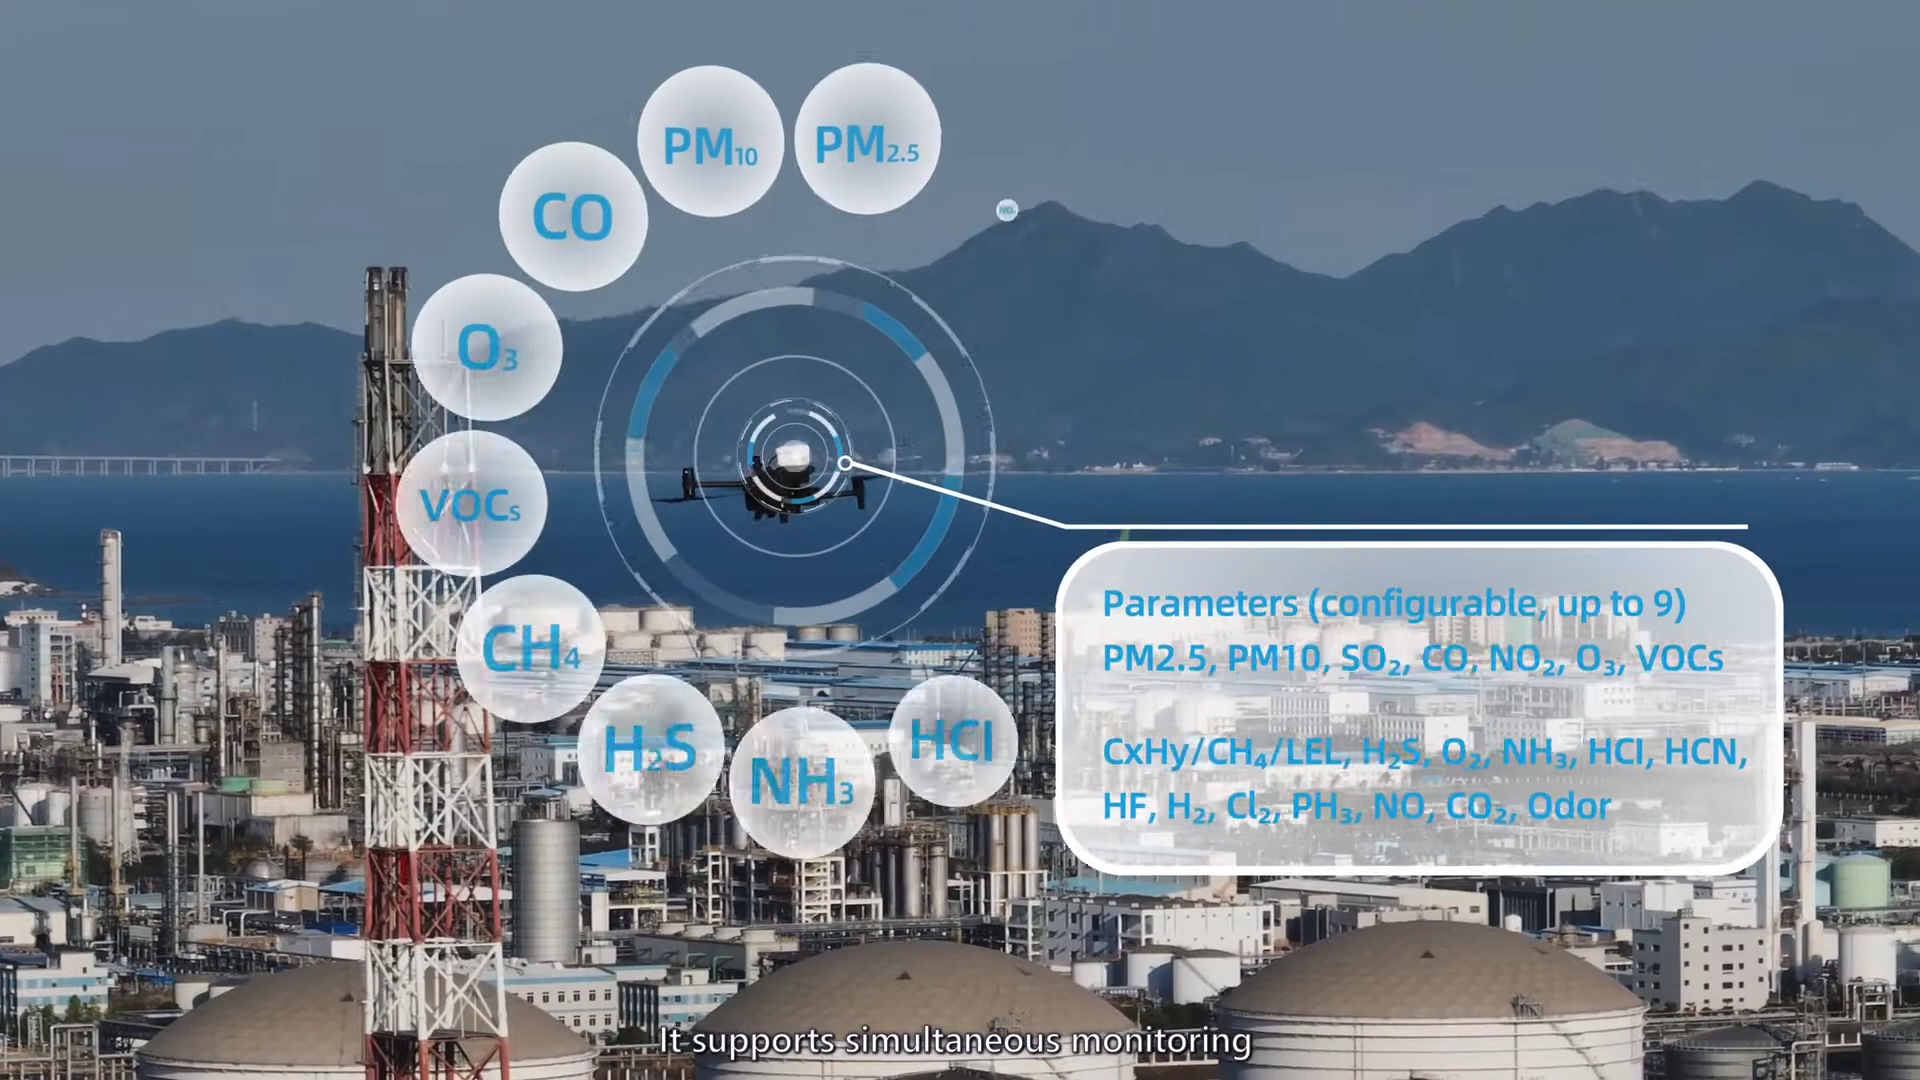 PM10
PM2.5
CO
O3
VOCs
CH4
H2S
NH3
HCl
Parameters (configurable, up to 9)
PM2.5, PM10, SO₂, CO, NO₂, O₃, VOCs
CxHy/CH₄/LEL, H₂S, O₂, NH₃, HCl, HCN,
HF, H₂, Cl₂, PH₃, NO, CO₂, Odor
It supports simultaneous monitoring